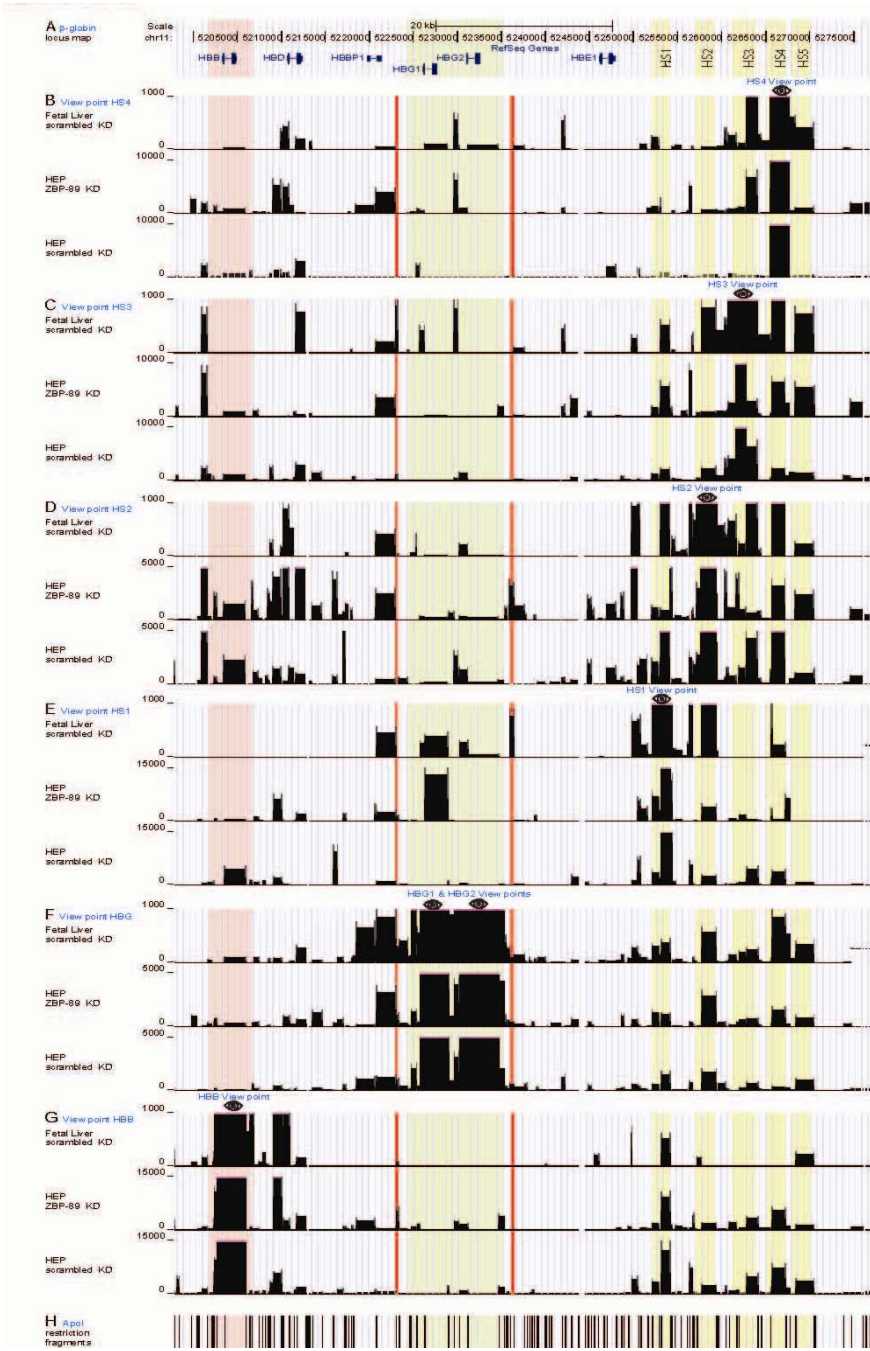 A β-globin locus map
Scale
chr11:
20 kb
5205000 5210000 5215000 5220000 5225000 5230000 5235000 5240000 5245000 5250000 5255000 5260000 5265000 5270000 5275000
RefSeq Genes
HBB HBD HBBP1 HBG1 HBG2 HBE1 HS1 HS2 HS3 HS4 HS5
HS4 View point
B View point HS4
Fetal Liver
scrambled KD
1000
0
HEP
ZBP-89 KD
10000
0
HEP
scrambled KD
10000
0
HS3 View point
C View point HS3
Fetal Liver
scrambled KD
1000
0
HEP
ZBP-89 KD
10000
0
HEP
scrambled KD
10000
0
HS2 View point
D View point HS2
Fetal Liver
scrambled KD
1000
0
HEP
ZBP-89 KD
5000
0
HEP
scrambled KD
5000
0
HS1 View point
E View point HS1
Fetal Liver
scrambled KD
1000
0
HEP
ZBP-89 KD
15000
0
HEP
scrambled KD
15000
0
HBG1 & HBG2 View points
F View point HBG
Fetal Liver
scrambled KD
1000
0
HEP
ZBP-89 KD
5000
0
HEP
scrambled KD
5000
0
HBB View point
G View point HBB
Fetal Liver
scrambled KD
1000
0
HEP
ZBP-89 KD
15000
0
HEP
scrambled KD
15000
0
H ApoI
restriction
fragments